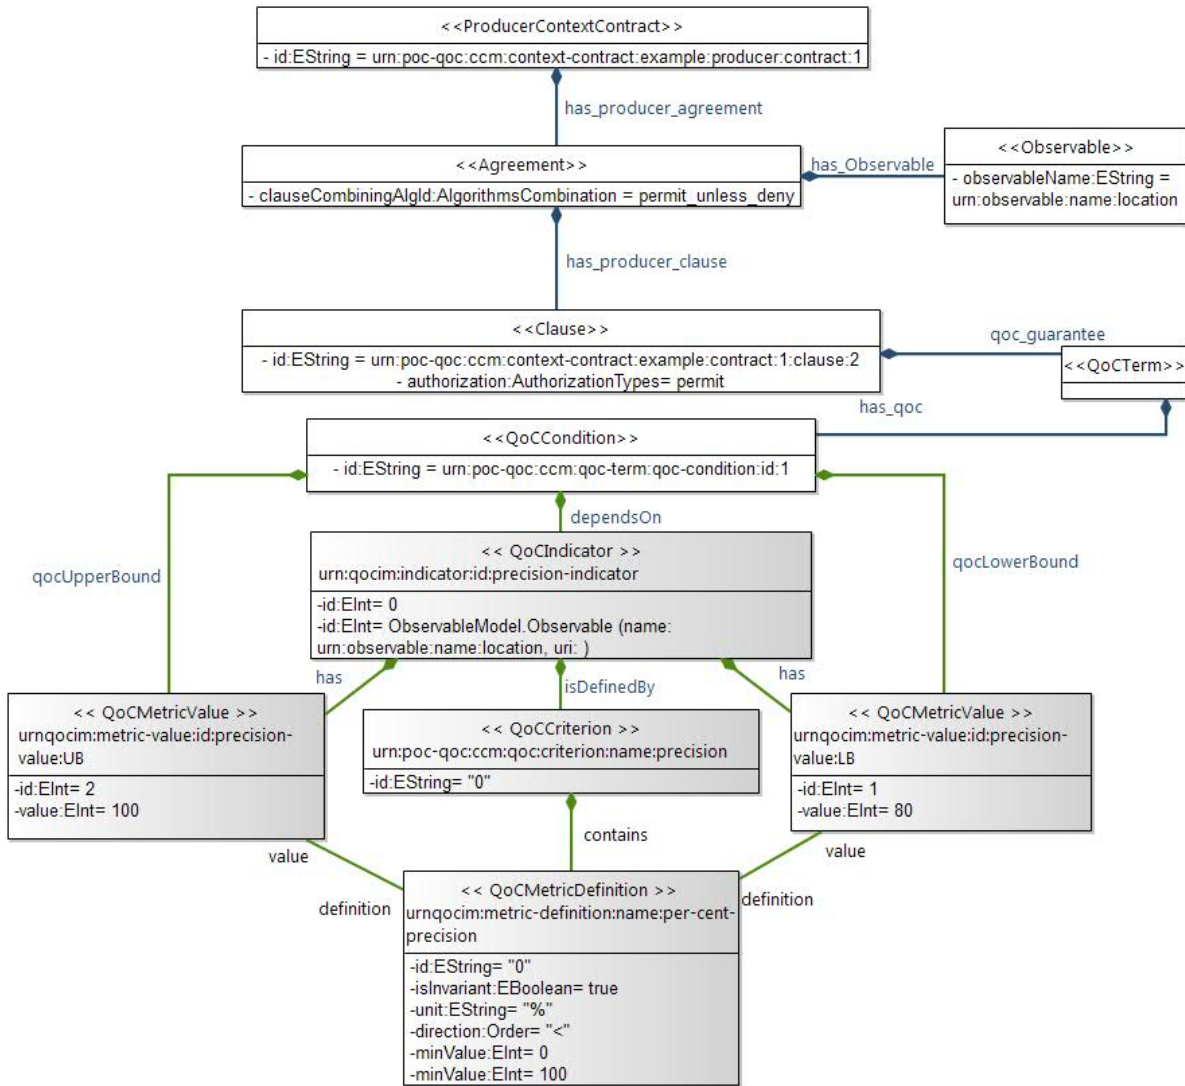 <<ProducerContextContract>>
- id:EString = urn:poc-qoc:ccm:context-contract:example:producer:contract:1
has_producer_agreement
<<Agreement>>
- clauseCombiningAlgId:AlgorithmsCombination = permit_unless_deny
has_Observable
<<Observable>>
- observableName:EString =
urn:observable:name:location
has_producer_clause
<<Clause>>
- id:EString = urn:poc-qoc:ccm:context-contract:example:contract:1:clause:2
- authorization:AuthorizationTypes= permit
qoc_guarantee
<<QoCTerm>>
has_qoc
<<QoCCondition>>
- id:EString = urn:poc-qoc:ccm:qoc-term:qoc-condition:id:1
dependsOn
qocUpperBound
<< QoCIndicator >>
urn:qocim:indicator:id:precision-indicator
-id:EInt= 0
-id:EInt= ObservableModel.Observable (name:
urn:observable:name:location, uri: )
qocLowerBound
has
isDefinedBy
has
<< QoCMetricValue >>
urnqocim:metric-value:id:precision-
value:UB
-id:EInt= 2
-value:EInt= 100
<< QoCCriterion >>
urn:poc-qoc:ccm:qoc:criterion:name:precision
-id:EString= "0"
<< QoCMetricValue >>
urnqocim:metric-value:id:precision-
value:LB
-id:EInt= 1
-value:EInt= 80
value
contains
value
definition
definition
<< QoCMetricDefinition >>
urnqocim:metric-definition:name:per-cent-
precision
-id:EString= "0"
-isInvariant:EBoolean= true
-unit:EString= "%"
-direction:Order= "<"
-minValue:EInt= 0
-minValue:EInt= 100